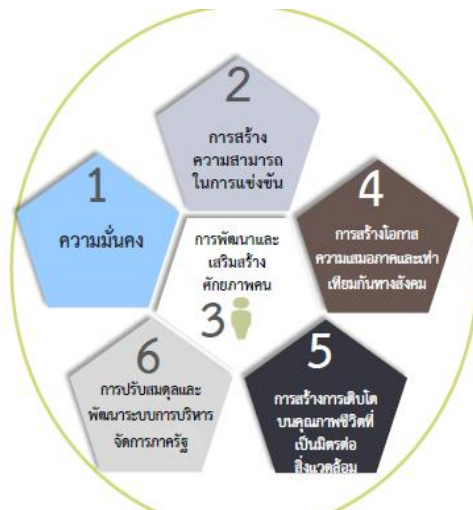 1
ความมั่นคง
2
การสร้าง
ความสามารถ
ในการแข่งขัน
การพัฒนาและ
เสริมสร้าง
ศักยภาพคน
3
4
การสร้างโอกาส
ความเสมอภาคและเท่า
เทียมกันทางสังคม
5
การสร้างการเติบโต
บนคุณภาพชีวิตที่
เป็นมิตรต่อ
สิ่งแวดล้อม
6
การปรับสมดุลและ
พัฒนาระบบการบริหาร
จัดการภาครัฐ